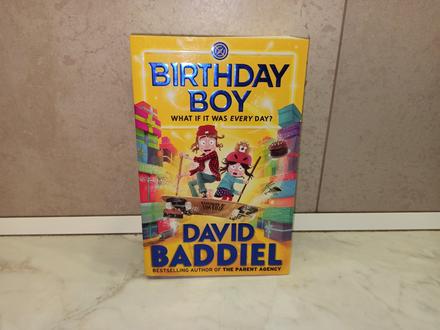 BIRTHDAY
BOY
WHAT IF IT WAS EVERY DAY?
DAVID
BADDIEL
BESTSELLING AUTHOR OF THE PARENT AGENCY